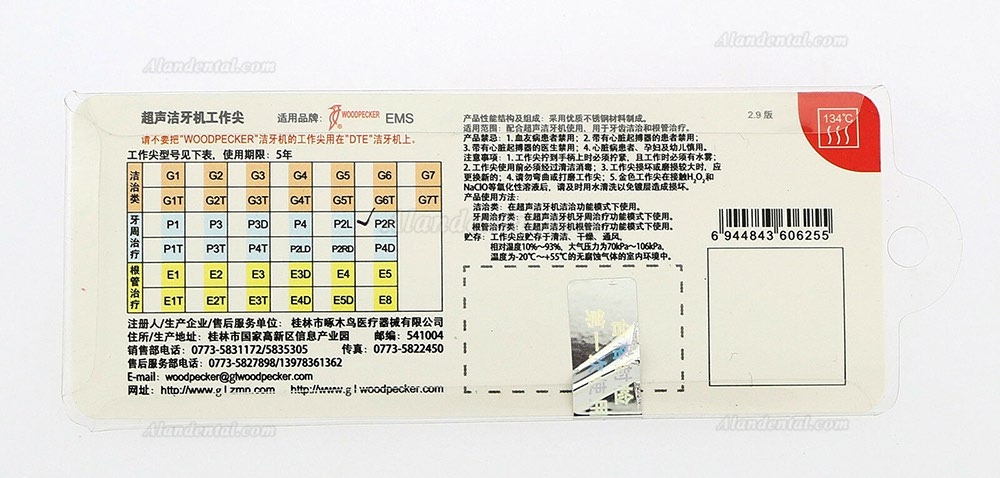 Alandental.com
Alandental.com
超声洁牙机工作尖 适用品牌: WOODPECKER EMS
请不要把"WOODPECKER"洁牙机的工作尖用在"DTE"洁牙机上。
工作尖型号见下表，使用期限: 5年
洁治类 G1 G2 G3 G4 G5 G6 G7
G1T G2T G3T G4T G5T G6T G7T
牙周治疗 P1 P3 P3D P4 P2L P2R
P1T P3T P4T P2LD P2RD P4D
根管治疗 E1 E2 E3 E3D E4 E5
E1T E2T E3T E4D E5D E8
注册人/生产企业/售后服务单位: 桂林市啄木鸟医疗器械有限公司
住所/生产地址: 桂林市国家高新区信息产业园 邮编: 541004
销售部电话: 0773-5831172/5835305 传真: 0773-5822450
售后服务部电话: 0773-5827898/13978361362
E-mail: woodpecker@glwoodpecker.com
网址: http://www.glzmn.com http://www.glwoodpecker.com
产品性能结构及组成: 采用优质不锈钢材料制成。
适用范围: 配合超声洁牙机使用，用于牙齿洁治和根管治疗。
产品禁忌: 1.血友病患者禁用; 2.带有心脏起搏器的患者禁用;
3.带有心脏起搏器的医生禁用; 4.心脏病患者、孕妇及幼儿慎用。
注意事项: 1.工作尖拧到手柄上时必须拧紧，且工作时必须有水雾;
2.工作尖使用前必须经过清洁消毒; 3.工作尖损坏或磨损较大时，应
更换新的; 4.请勿弯曲或打磨工作尖; 5.金色工作尖在接触H₂O₂和
NaClO等氧化性溶液后，请及时用水清洗以免镀层造成损坏。
产品使用方法:
洁治类: 在超声洁牙机洁治功能模式下使用。
牙周治疗类: 在超声洁牙机牙周治疗功能模式下使用。
根管治疗类: 在超声洁牙机根管治疗功能模式下使用。
贮存: 工作尖应贮存于清洁、干燥、通风、
相对湿度10%～93%，大气压力为70kPa～106kPa，
温度为-20℃～+55℃的无腐蚀气体的室内环境中。
2.9 版
134℃
6 944843 606255
Alandental.com
Alandental.com
Alandental.com